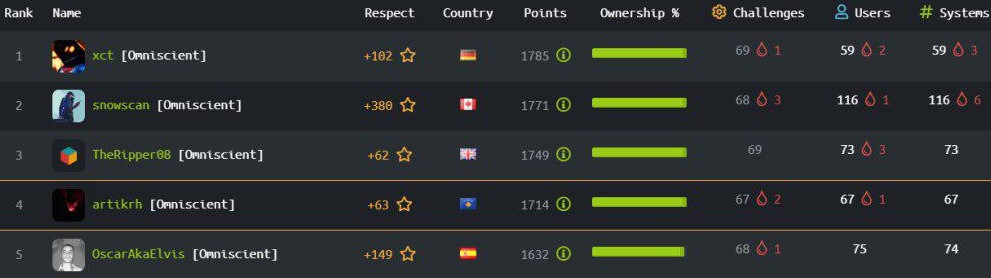 Rank Name Respect Country Points Ownership % Challenges Users # Systems
1 xct [Omniscient] +102 1785 69 1 59 2 59 3
2 snowscan [Omniscient] +380 1771 68 3 116 1 116 6
3 TheRipper08 [Omniscient] +62 1749 69 73 3 73
4 artikrh [Omniscient] +63 1714 67 2 67 1 67
5 OscarAkaElvis [Omniscient] +149 1632 68 1 75 74